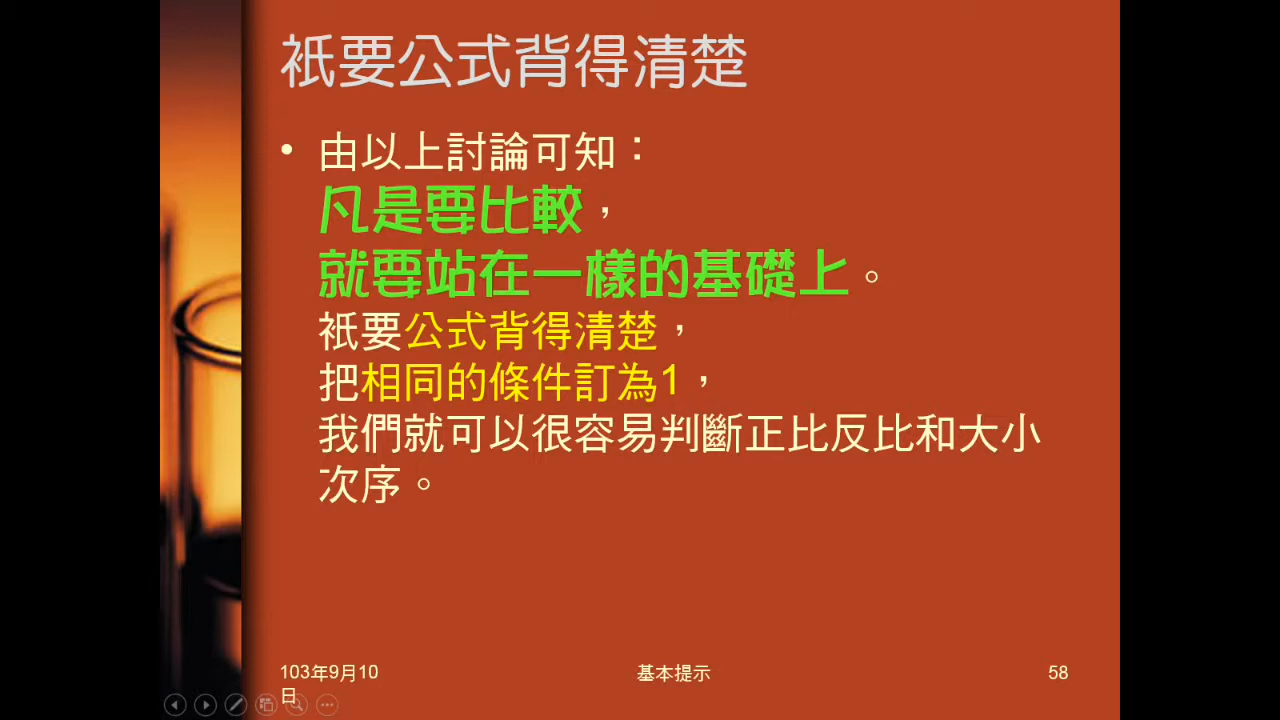 衹要公式背得清楚
• 由以上討論可知：
凡是要比較，
就要站在一樣的基礎上。
衹要公式背得清楚，
把相同的條件訂為1，
我們就可以很容易判斷正比反比和大小
次序。
103年9月10
日
基本提示
58